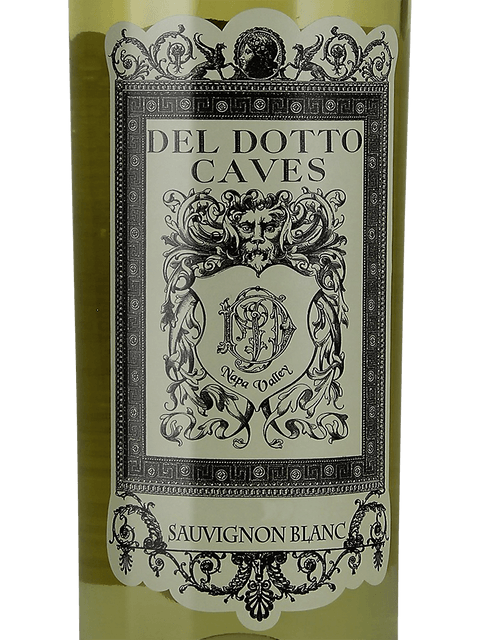 DEL DOTTO
CAVES
Napa Valley
SAUVIGNON BLANC